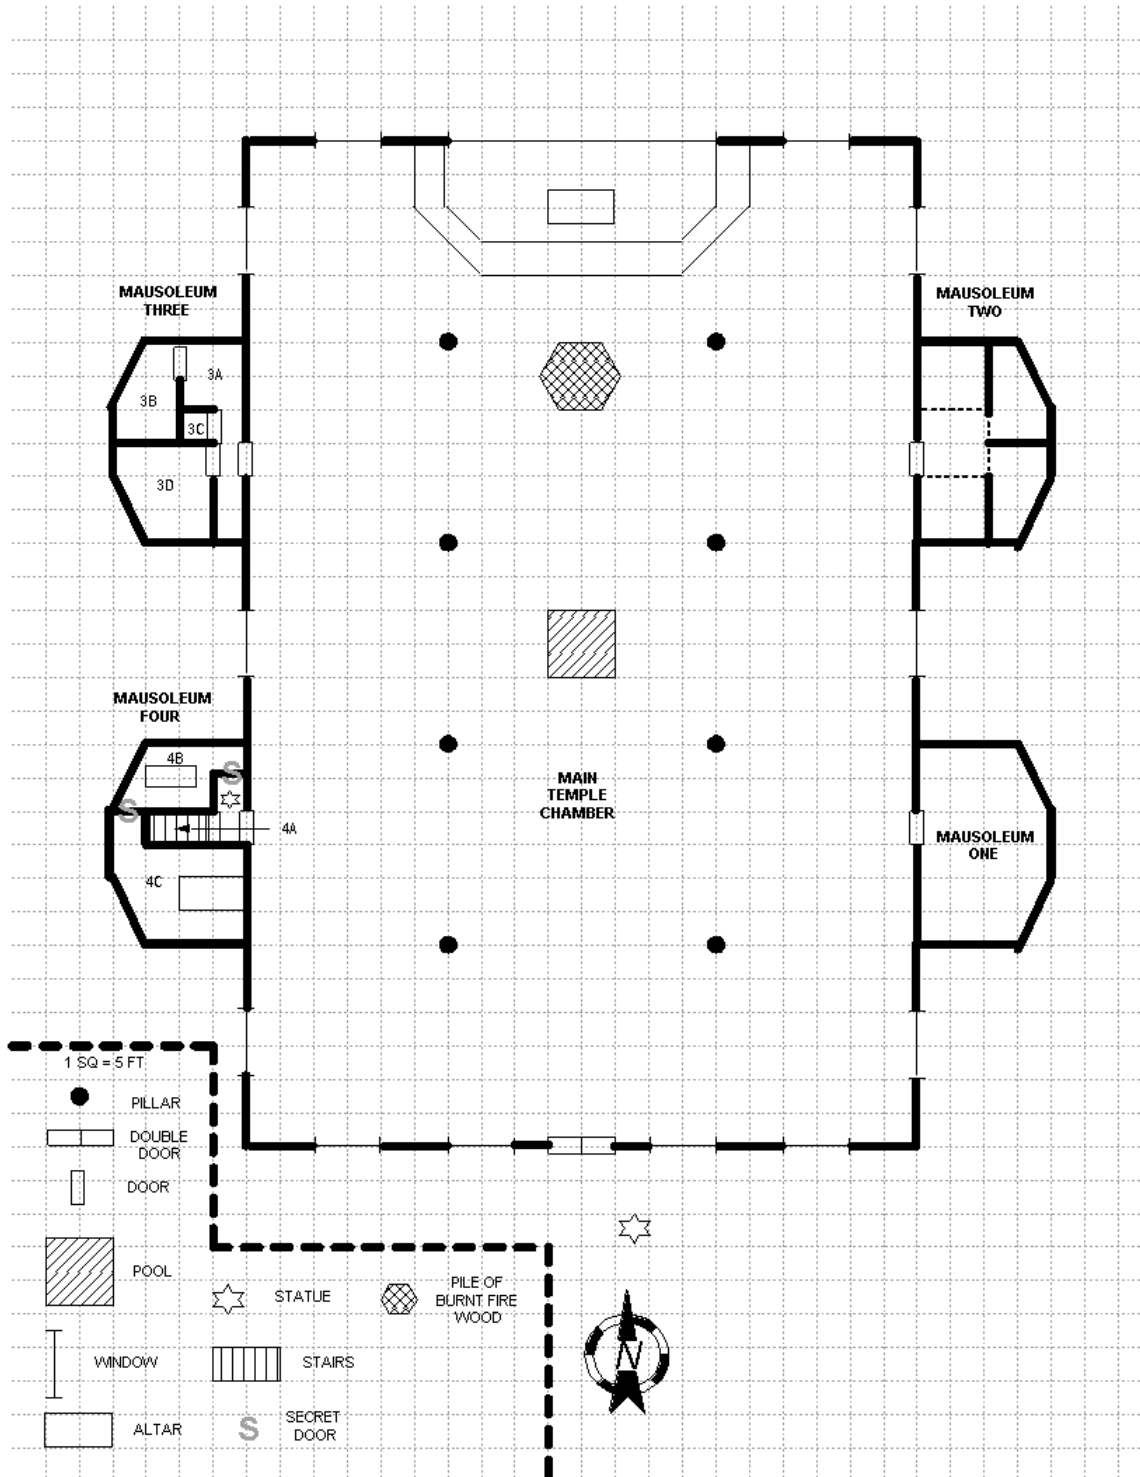 MAUSOLEUM
THREE
MAUSOLEUM
TWO
3A
3B
3C
3D
MAUSOLEUM
FOUR
4B
S
S
4A
4C
MAIN
TEMPLE
CHAMBER
MAUSOLEUM
ONE
1 SQ = 5 FT
PILLAR
DOUBLE
DOOR
DOOR
POOL
STATUE
PILE OF
BURNT FIRE
WOOD
WINDOW
STAIRS
ALTAR
S
SECRET
DOOR
N